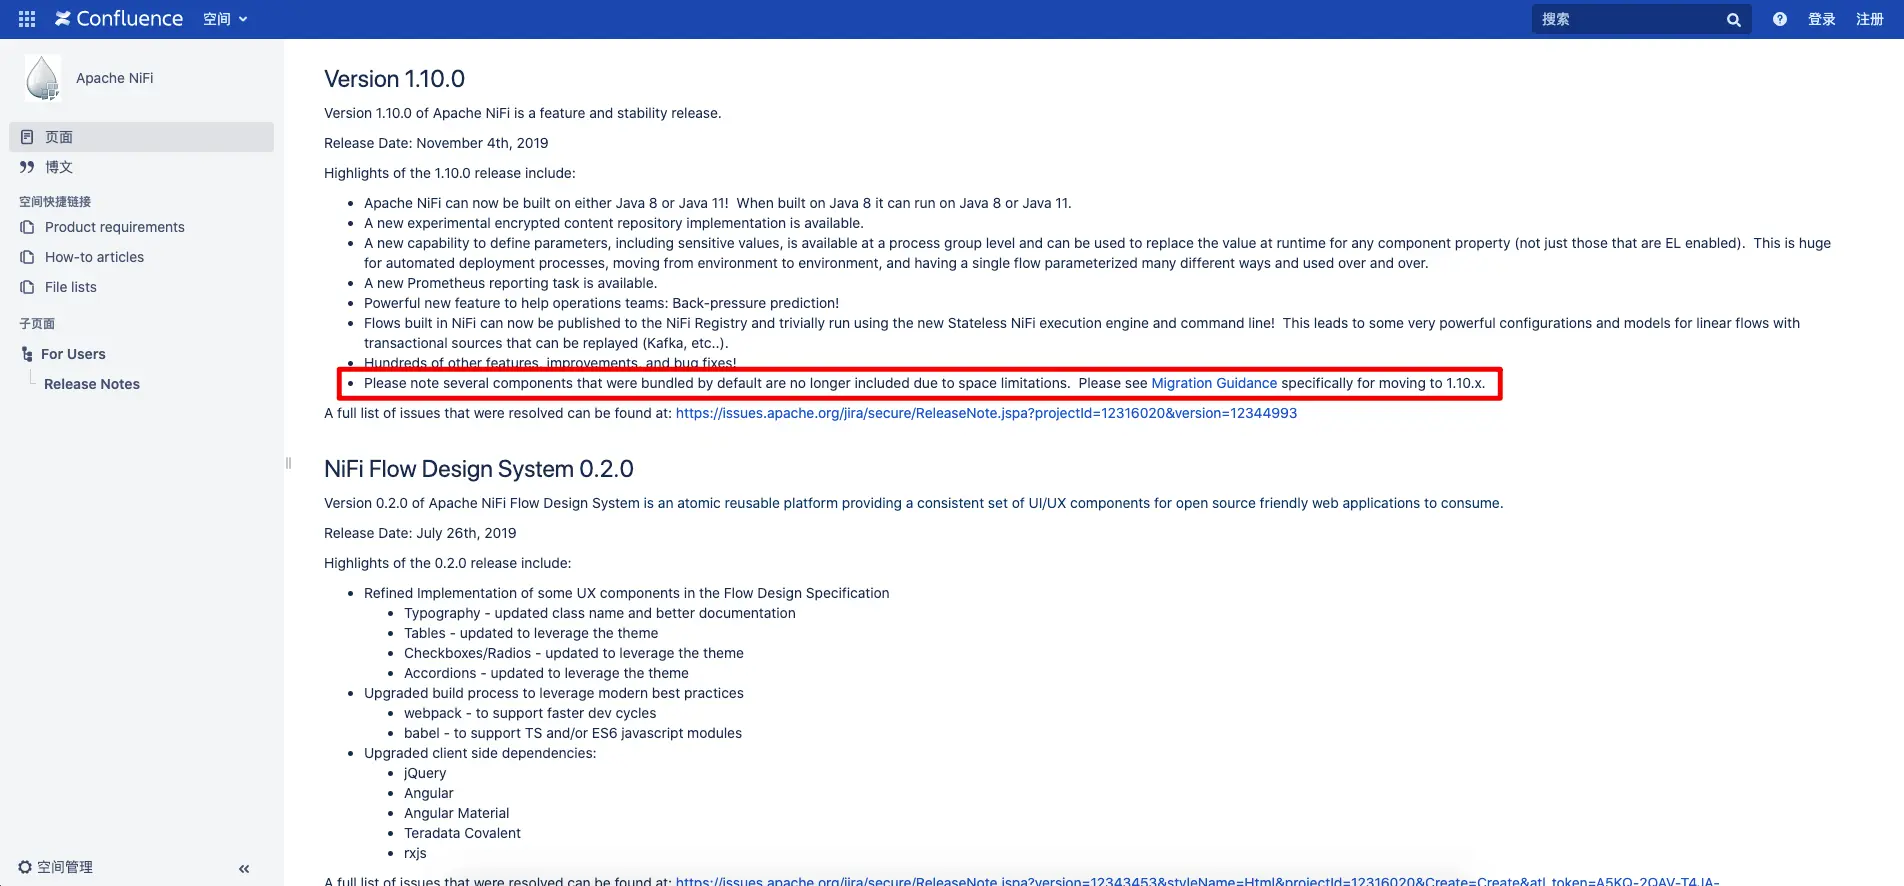 Confluence 空间 搜索 登录 注册
Apache NiFi
页面
博文
空间快捷链接
Product requirements
How-to articles
File lists
子页面
For Users
Release Notes
空间管理
Version 1.10.0
Version 1.10.0 of Apache NiFi is a feature and stability release.
Release Date: November 4th, 2019
Highlights of the 1.10.0 release include:
Apache NiFi can now be built on either Java 8 or Java 11!  When built on Java 8 it can run on Java 8 or Java 11.
A new experimental encrypted content repository implementation is available.
A new capability to define parameters, including sensitive values, is available at a process group level and can be used to replace the value at runtime for any component property (not just those that are EL enabled).  This is huge
for automated deployment processes, moving from environment to environment, and having a single flow parameterized many different ways and used over and over.
A new Prometheus reporting task is available.
Powerful new feature to help operations teams: Back-pressure prediction!
Flows built in NiFi can now be published to the NiFi Registry and trivially run using the new Stateless NiFi execution engine and command line!  This leads to some very powerful configurations and models for linear flows with
transactional sources that can be replayed (Kafka, etc..).
Hundreds of other features, improvements, and bug fixes!
Please note several components that were bundled by default are no longer included due to space limitations.  Please see Migration Guidance specifically for moving to 1.10.x.
A full list of issues that were resolved can be found at: https://issues.apache.org/jira/secure/ReleaseNote.jspa?projectId=12316020&version=12344993
NiFi Flow Design System 0.2.0
Version 0.2.0 of Apache NiFi Flow Design System is an atomic reusable platform providing a consistent set of UI/UX components for open source friendly web applications to consume.
Release Date: July 26th, 2019
Highlights of the 0.2.0 release include:
Refined Implementation of some UX components in the Flow Design Specification
Typography - updated class name and better documentation
Tables - updated to leverage the theme
Checkboxes/Radios - updated to leverage the theme
Accordions - updated to leverage the theme
Upgraded build process to leverage modern best practices
webpack - to support faster dev cycles
babel - to support TS and/or ES6 javascript modules
Upgraded client side dependencies:
jQuery
Angular
Angular Material
Teradata Covalent
rxjs
A full list of issues that were resolved can be found at: https://issues.apache.org/jira/secure/ReleaseNote.jspa?version=12343453&styleName=Html&projectId=12316020&Create=Create&atl_token=A5KQ-2QAV-T4JA-